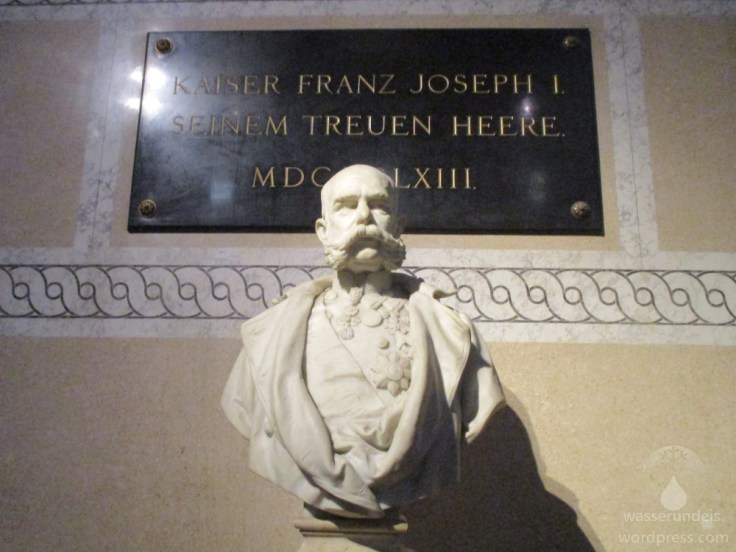 KAISER FRANZ JOSEPH I.
SEINEM TREUEN HEERE.
wasserundeis.
wordpress.com